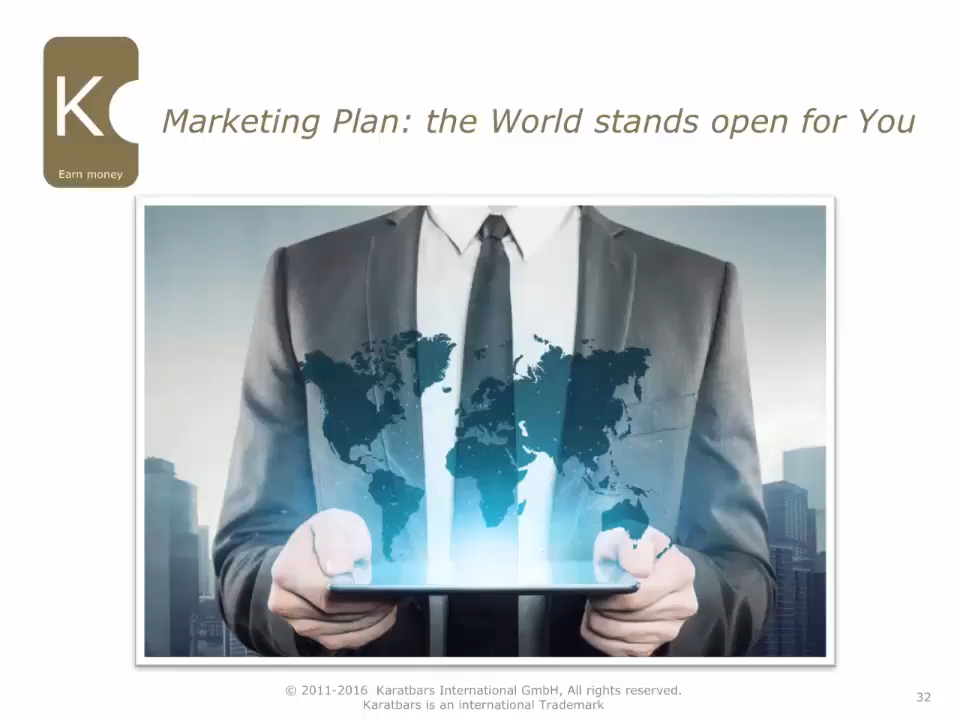 K
Earn money
Marketing Plan: the World stands open for You
© 2011-2016 Karatbars International GmbH, All rights reserved.
Karatbars is an international Trademark
32